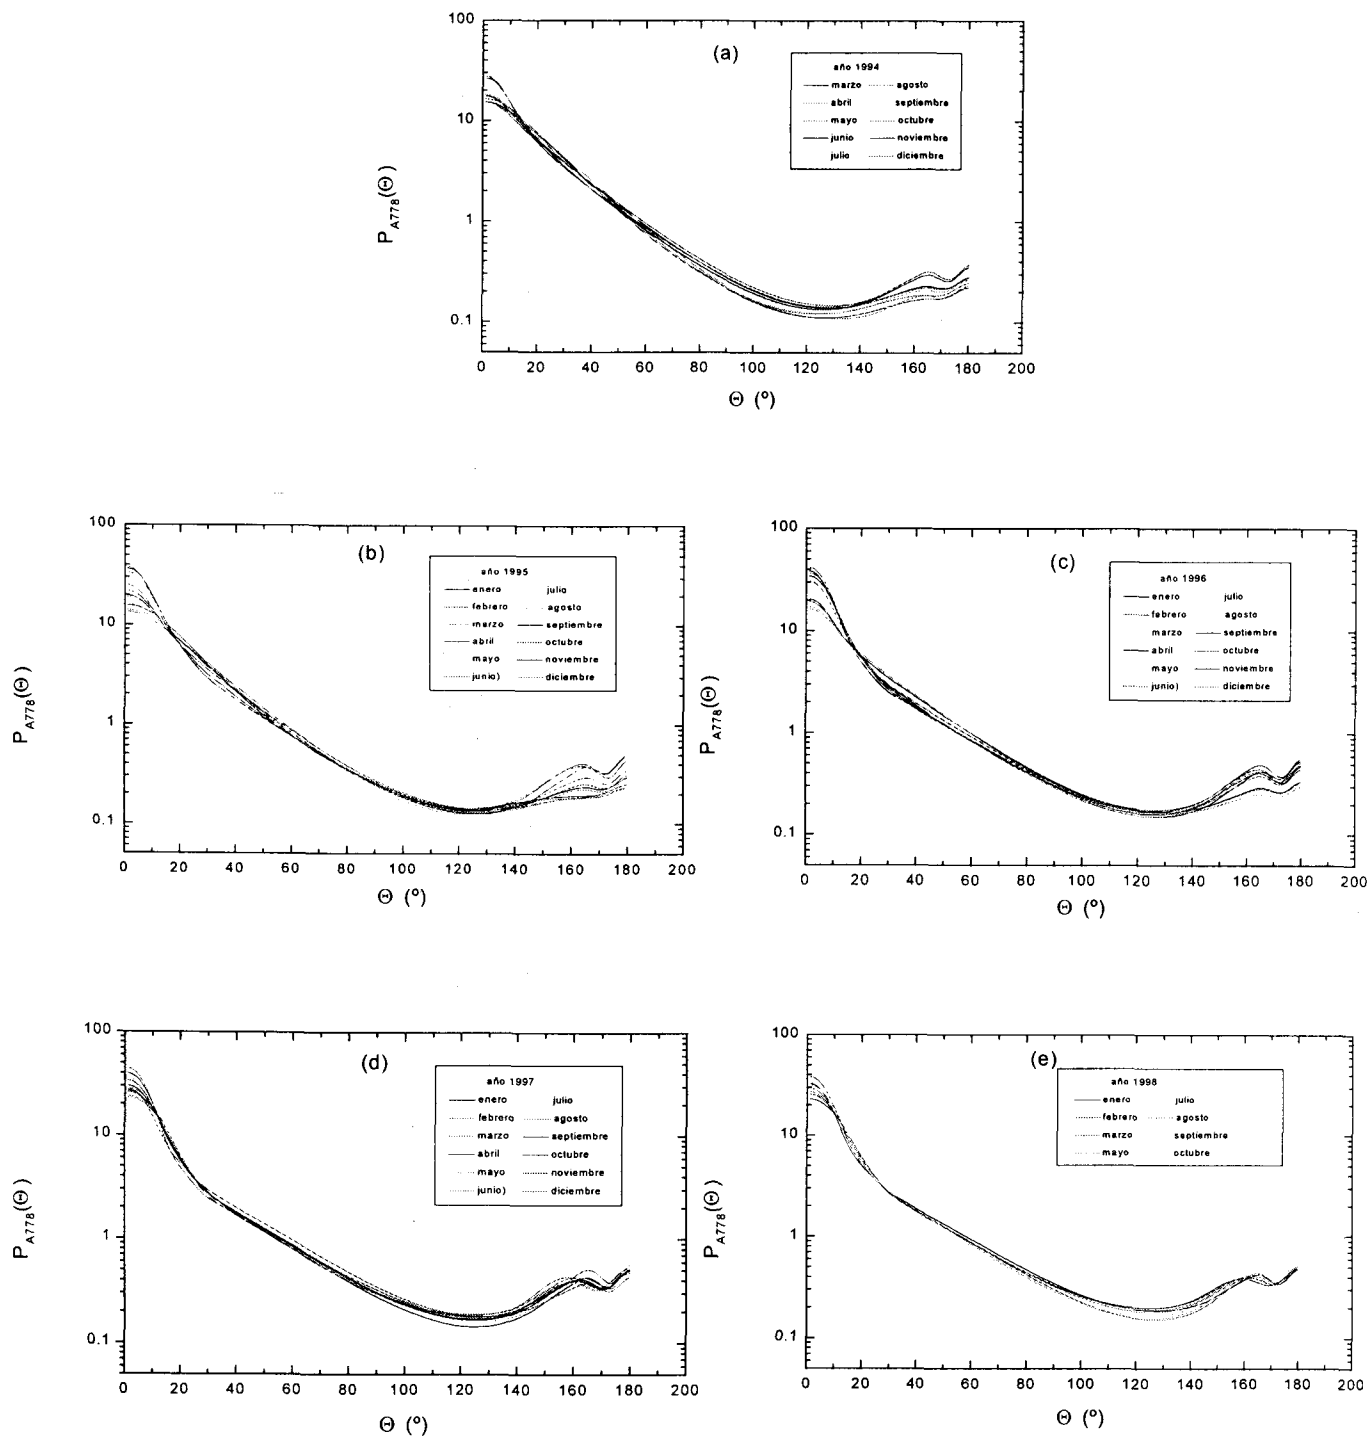 (a)
100
10
1
0.1
P_A778(Θ)
año 1994
marzo agosto
abril septiembre
mayo octubre
junio noviembre
julio diciembre
0 20 40 60 80 100 120 140 160 180 200
Θ (º)
(b)
100
10
1
0.1
P_A778(Θ)
año 1995
enero julio
febrero agosto
marzo septiembre
abril octubre
mayo noviembre
junio) diciembre
0 20 40 60 80 100 120 140 160 180 200
Θ (º)
(c)
100
10
1
0.1
P_A778(Θ)
año 1996
enero julio
febrero agosto
marzo septiembre
abril octubre
mayo noviembre
junio) diciembre
0 20 40 60 80 100 120 140 160 180 200
Θ (º)
(d)
100
10
1
0.1
P_A778(Θ)
año 1997
enero julio
febrero agosto
marzo septiembre
abril octubre
mayo noviembre
junio) diciembre
0 20 40 60 80 100 120 140 160 180 200
Θ (º)
(e)
100
10
1
0.1
P_A778(Θ)
año 1998
enero julio
febrero agosto
marzo septiembre
mayo octubre
0 20 40 60 80 100 120 140 160 180 200
Θ (º)